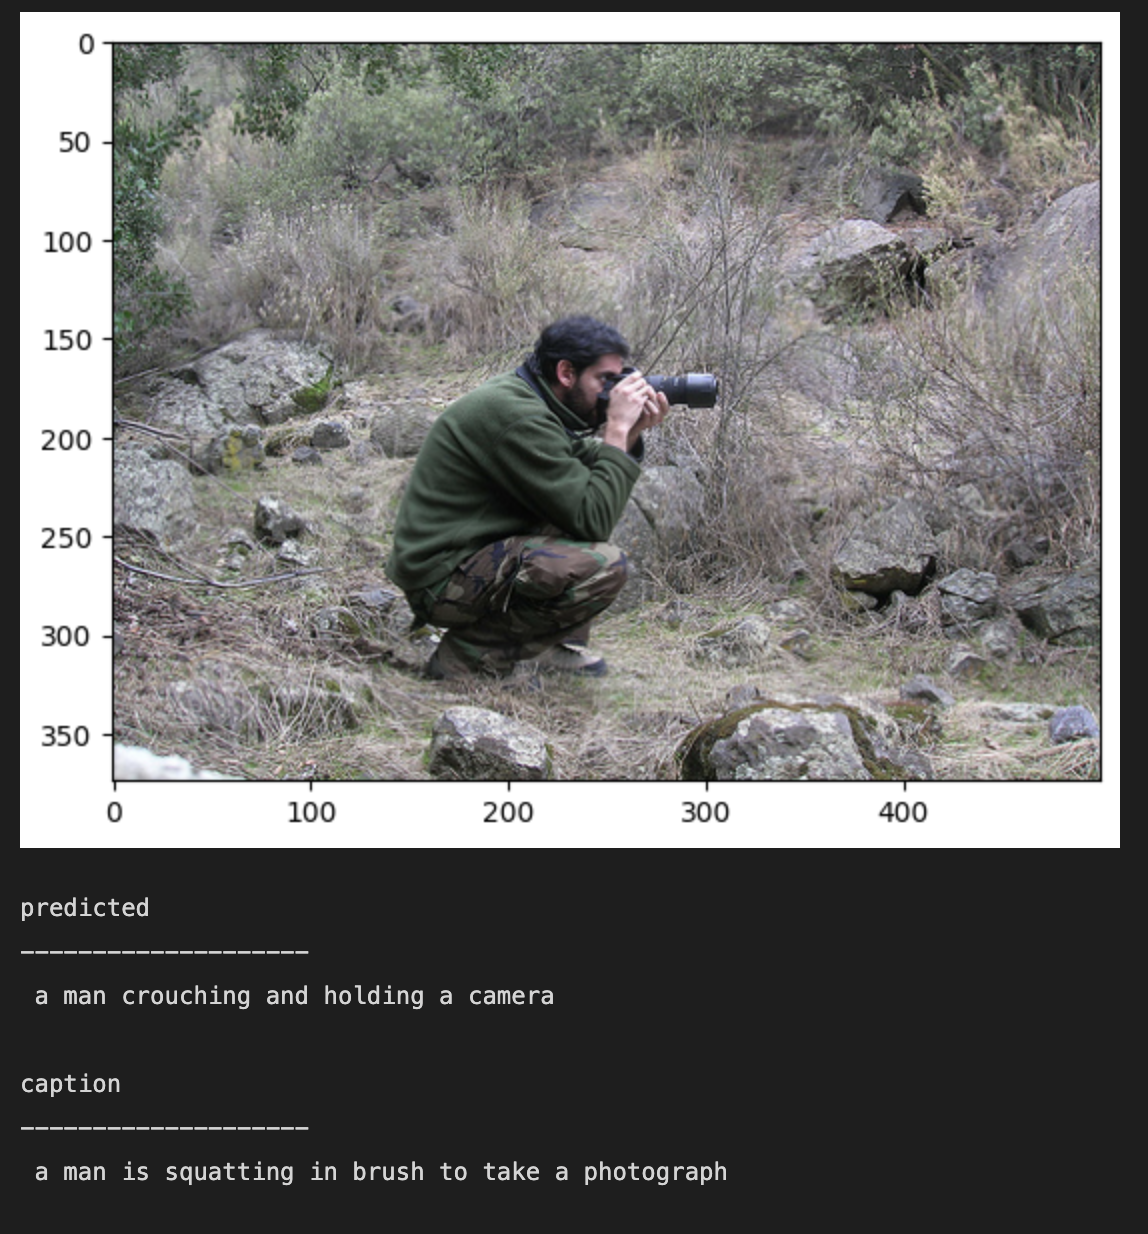 0
50
100
150
200
250
300
350
0 100 200 300 400
predicted
--------------------
a man crouching and holding a camera
caption
--------------------
a man is squatting in brush to take a photograph